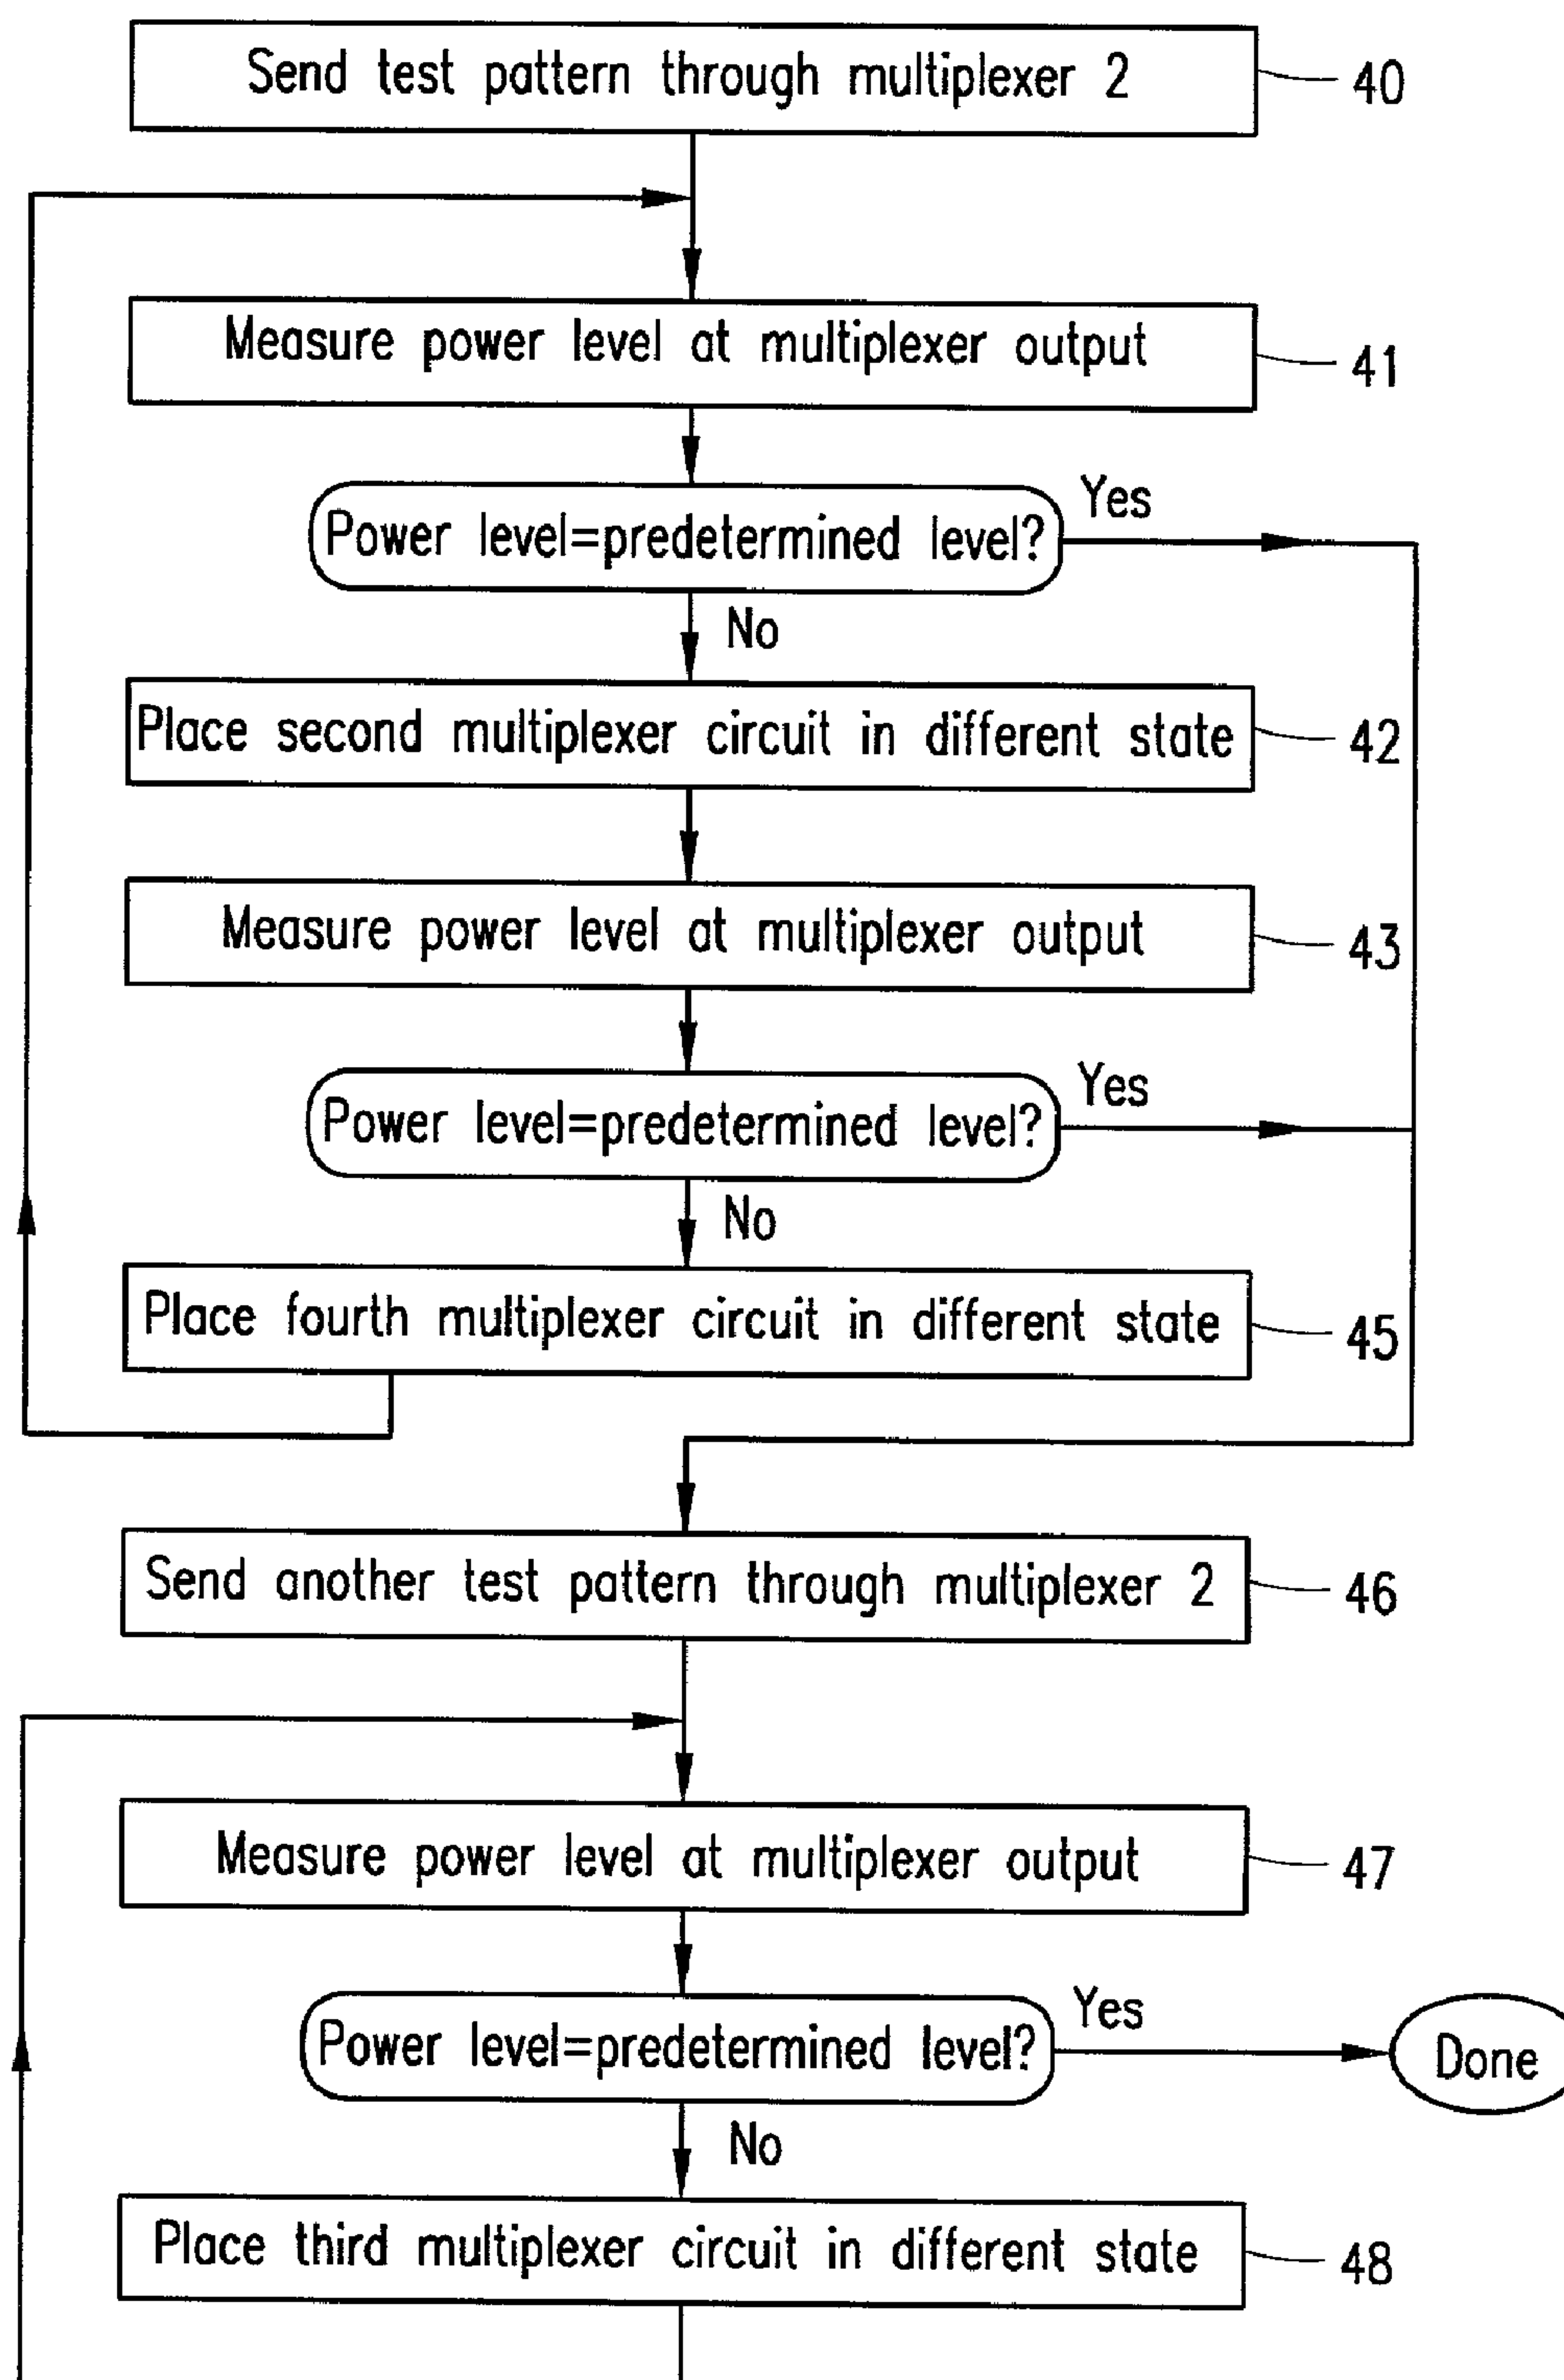 Send test pattern through multiplexer 2
40
Measure power level at multiplexer output
41
Power level=predetermined level?
Yes
No
Place second multiplexer circuit in different state
42
Measure power level at multiplexer output
43
Power level=predetermined level?
Yes
No
Place fourth multiplexer circuit in different state
45
Send another test pattern through multiplexer 2
46
Measure power level at multiplexer output
47
Power level=predetermined level?
Yes
Done
No
Place third multiplexer circuit in different state
48